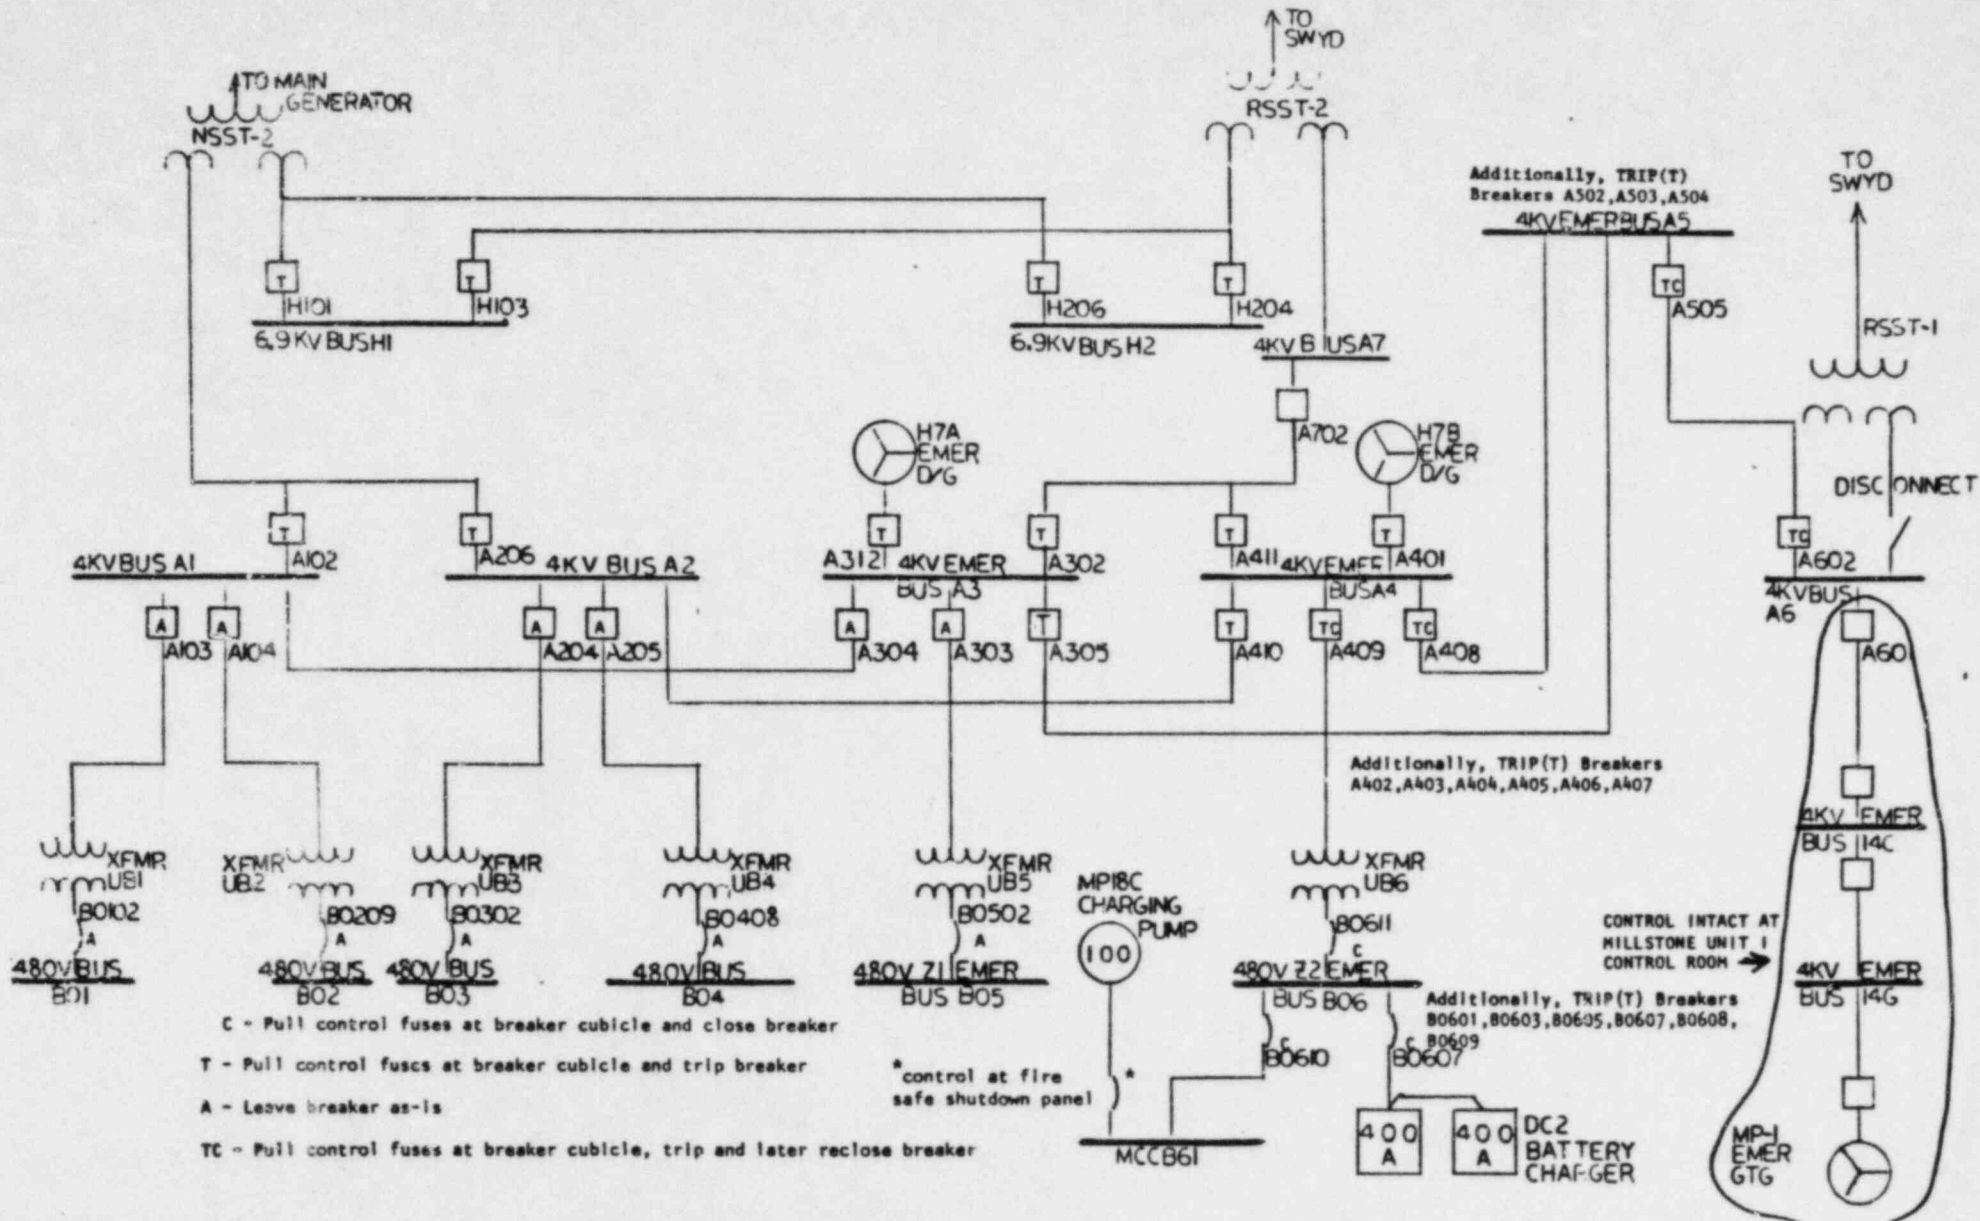 TO
SWYD
TO MAIN
GENERATOR
NSST-2
RSST-2
TO
SWYD
Additionally, TRIP(T)
Breakers A502,A503,A504
4KV EMER BUS A5
T
H101
T
H103
T
H206
T
H204
TC
A505
6.9KV BUS H1
6.9KV BUS H2
4KV BUS A7
RSST-1
A702
H7A
EMER
D/G
H7B
EMER
D/G
DISCONNECT
T
A102
T
A206
T
A312
T
A302
T
A411
T
A401
TC
A602
4KV BUS A1
4KV BUS A2
4KV EMER
BUS A3
BUS A4
4KV BUS
A6
A
A103
A
A104
A
A204
A
A205
A
A304
A
A303
T
A305
T
A410
TC
A409
TC
A408
A60
Additionally, TRIP(T) Breakers
A402,A403,A404,A405,A406,A407
4KV EMER
BUS 14C
XFMR
UB1
XFMR
UB2
XFMR
UB3
XFMR
UB4
XFMR
UB5
XFMR
UB6
MP18C
CHARGING
PUMP
100
B0102
A
B0209
A
B0302
A
B0408
A
B0502
A
B0611
C
CONTROL INTACT AT
MILLSTONE UNIT 1
CONTROL ROOM
480V BUS
B01
480V BUS
B02
480V BUS
B03
480V BUS
B04
480V Z1 EMER
BUS B05
480V Z2 EMER
BUS B06
4KV EMER
BUS 14G
Additionally, TRIP(T) Breakers
B0601,B0603,B0605,B0607,B0608,
B0609
C
B0610
C
B0607
C - Pull control fuses at breaker cubicle and close breaker
T - Pull control fuses at breaker cubicle and trip breaker
A - Leave breaker as-is
TC - Pull control fuses at breaker cubicle, trip and later reclose breaker
*control at fire
safe shutdown panel
*
MCCB61
400
A
400
A
DC2
BATTERY
CHARGER
MP-1
EMER
GTG